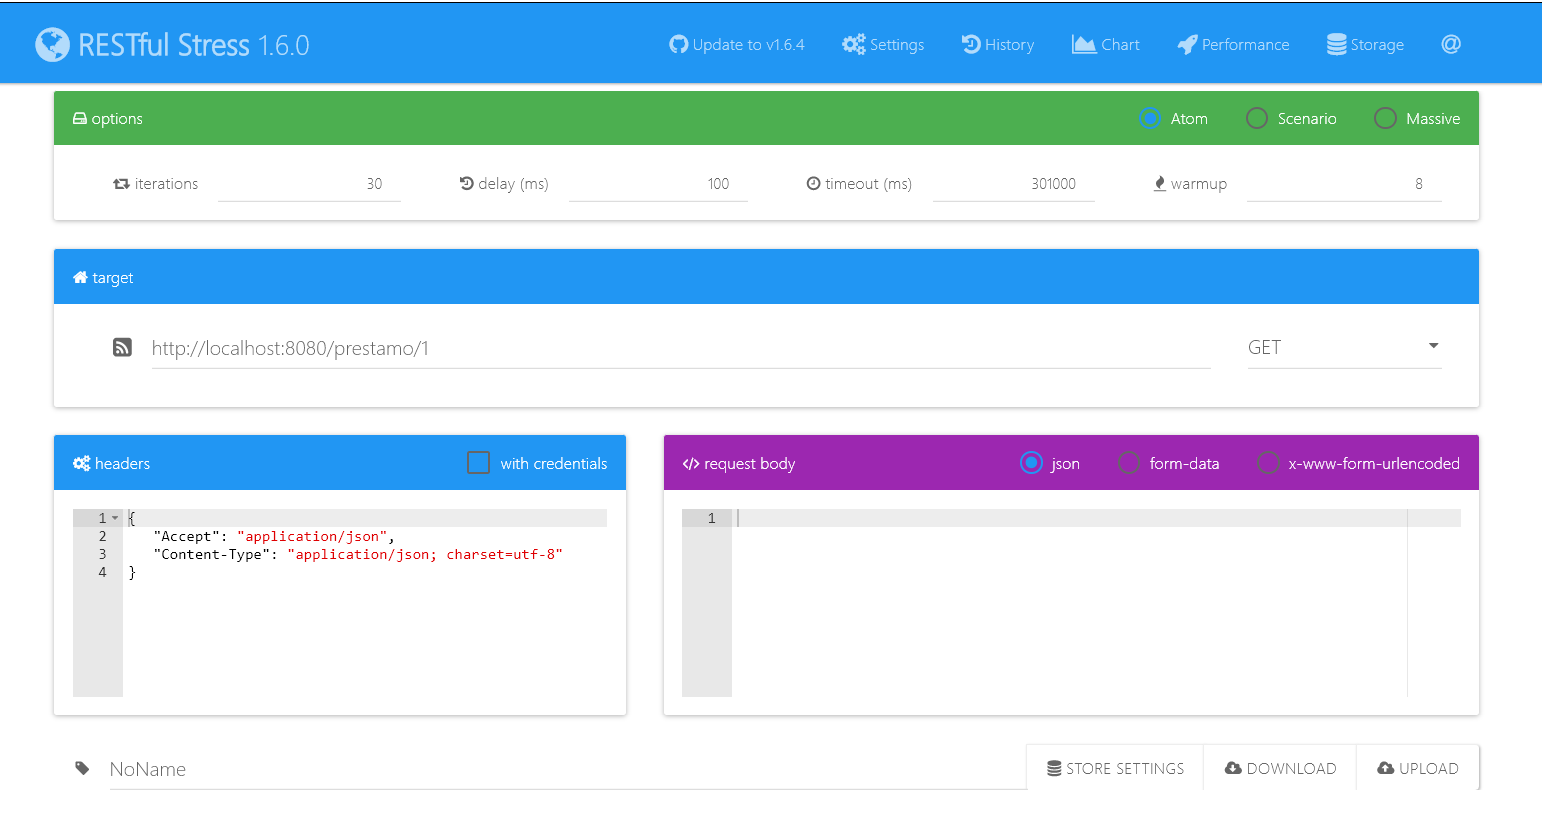 RESTful Stress 1.6.0 Update to v1.6.4 Settings History Chart Performance Storage @
options Atom Scenario Massive
iterations 30 delay (ms) 100 timeout (ms) 301000 warmup 8
target
http://localhost:8080/prestamo/1 GET
headers with credentials
1 {
2 "Accept": "application/json",
3 "Content-Type": "application/json; charset=utf-8"
4 }
</> request body json form-data x-www-form-urlencoded
1
NoName STORE SETTINGS DOWNLOAD UPLOAD